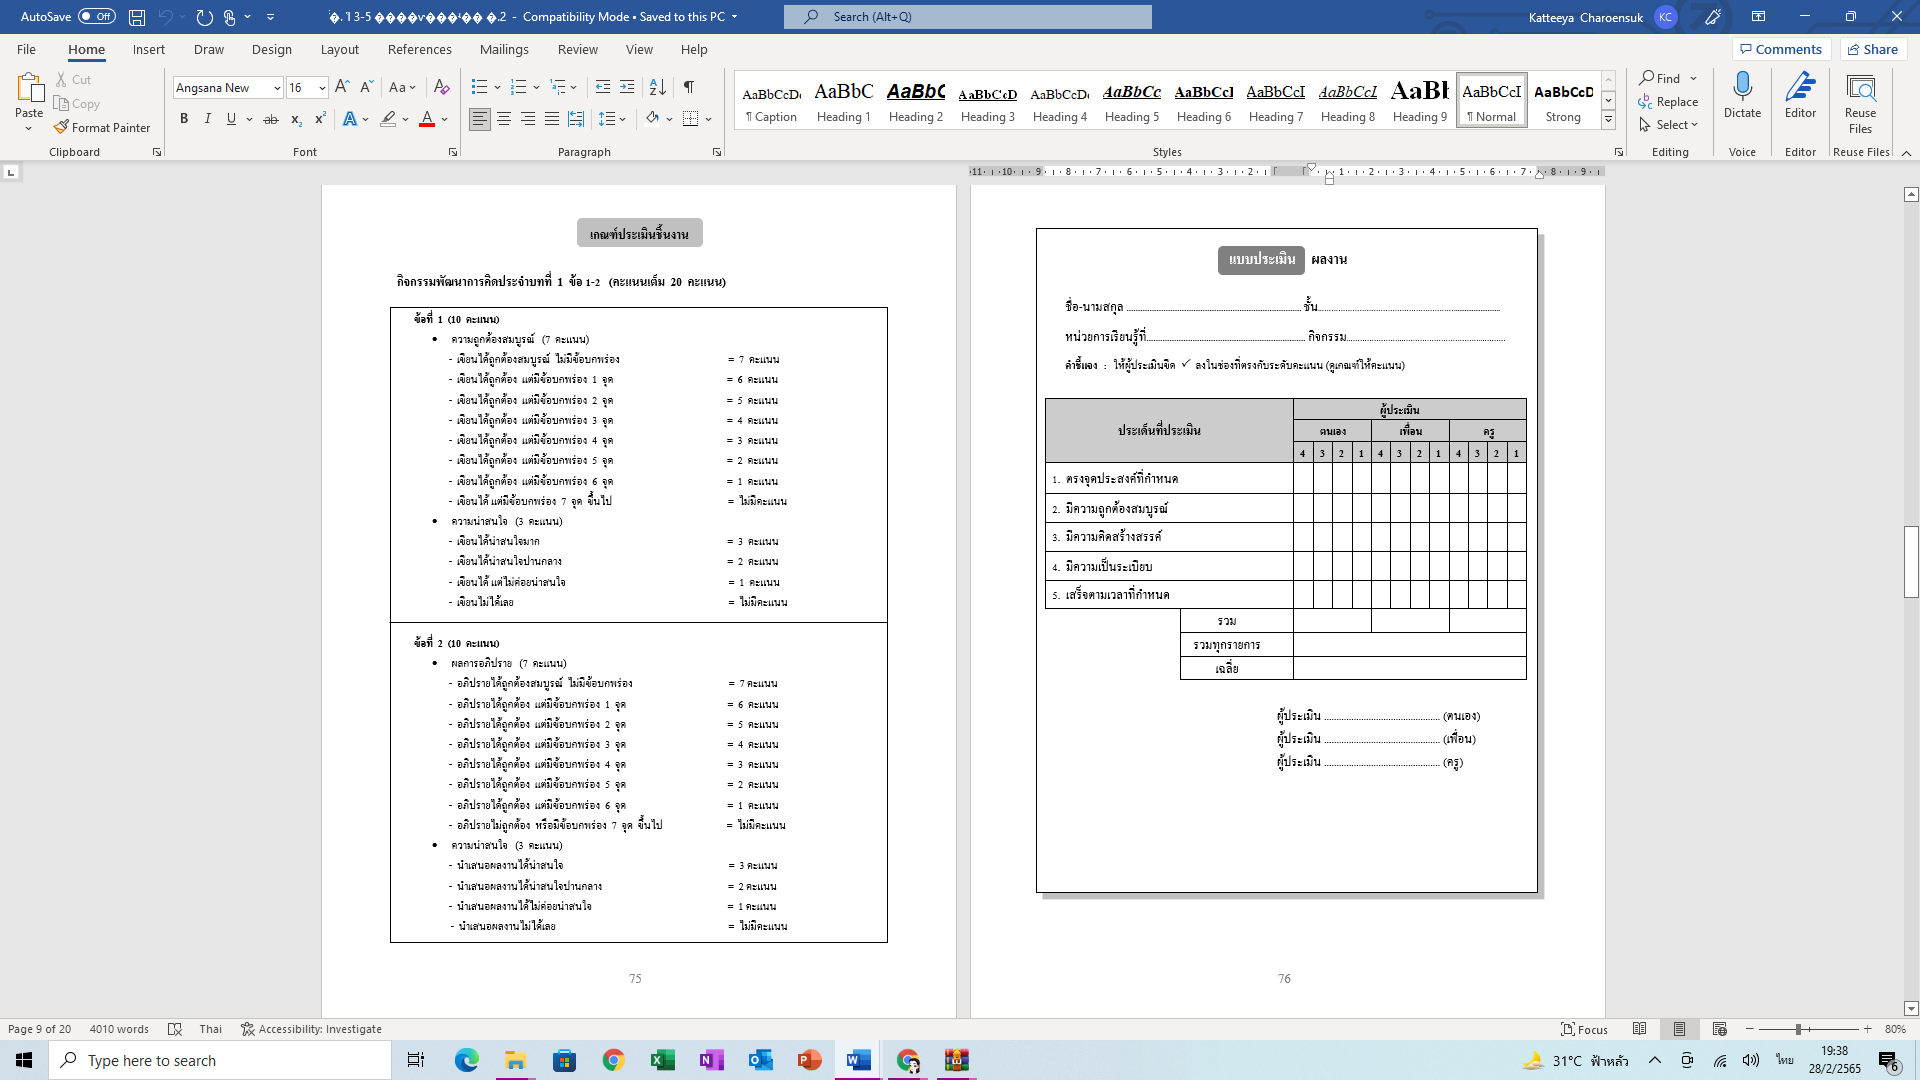 AutoSave Off
3-5 ����v���ʵ�� �.2 - Compatibility Mode • Saved to this PC
Search (Alt+Q)
Katteeya Charoensuk KC
File Home Insert Draw Design Layout References Mailings Review View Help
Comments Share
Paste
Cut
Copy
Format Painter
Clipboard
Angsana New 16
Font
Paragraph
AaBbCcDc AaBbC AaBbC AaBbCcD AaBbCcDc AaBbCc AaBbCcI AaBbCcI AaBbCcI AaBl AaBbCcI AaBbCcD
¶ Caption Heading 1 Heading 2 Heading 3 Heading 4 Heading 5 Heading 6 Heading 7 Heading 8 Heading 9 ¶ Normal Strong
Styles
Find
Replace
Select
Editing
Dictate
Voice
Editor
Editor
Reuse Files
Reuse Files
เกณฑ์ประเมินชิ้นงาน
กิจกรรมพัฒนาการคิดประจำบทที่ 1 ข้อ 1-2 (คะแนนเต็ม 20 คะแนน)
ข้อที่ 1 (10 คะแนน)
• ความถูกต้องสมบูรณ์ (7 คะแนน)
- เขียนได้ถูกต้องสมบูรณ์ ไม่มีข้อบกพร่อง = 7 คะแนน
- เขียนได้ถูกต้อง แต่มีข้อบกพร่อง 1 จุด = 6 คะแนน
- เขียนได้ถูกต้อง แต่มีข้อบกพร่อง 2 จุด = 5 คะแนน
- เขียนได้ถูกต้อง แต่มีข้อบกพร่อง 3 จุด = 4 คะแนน
- เขียนได้ถูกต้อง แต่มีข้อบกพร่อง 4 จุด = 3 คะแนน
- เขียนได้ถูกต้อง แต่มีข้อบกพร่อง 5 จุด = 2 คะแนน
- เขียนได้ถูกต้อง แต่มีข้อบกพร่อง 6 จุด = 1 คะแนน
- เขียนได้ แต่มีข้อบกพร่อง 7 จุด ขึ้นไป = ไม่มีคะแนน
• ความน่าสนใจ (3 คะแนน)
- เขียนได้น่าสนใจมาก = 3 คะแนน
- เขียนได้น่าสนใจปานกลาง = 2 คะแนน
- เขียนได้ แต่ไม่ค่อยน่าสนใจ = 1 คะแนน
- เขียนไม่ได้เลย = ไม่มีคะแนน
ข้อที่ 2 (10 คะแนน)
• ผลการอภิปราย (7 คะแนน)
- อภิปรายได้ถูกต้องสมบูรณ์ ไม่มีข้อบกพร่อง = 7 คะแนน
- อภิปรายได้ถูกต้อง แต่มีข้อบกพร่อง 1 จุด = 6 คะแนน
- อภิปรายได้ถูกต้อง แต่มีข้อบกพร่อง 2 จุด = 5 คะแนน
- อภิปรายได้ถูกต้อง แต่มีข้อบกพร่อง 3 จุด = 4 คะแนน
- อภิปรายได้ถูกต้อง แต่มีข้อบกพร่อง 4 จุด = 3 คะแนน
- อภิปรายได้ถูกต้อง แต่มีข้อบกพร่อง 5 จุด = 2 คะแนน
- อภิปรายได้ถูกต้อง แต่มีข้อบกพร่อง 6 จุด = 1 คะแนน
- อภิปรายไม่ถูกต้อง หรือมีข้อบกพร่อง 7 จุด ขึ้นไป = ไม่มีคะแนน
• ความน่าสนใจ (3 คะแนน)
- นำเสนอผลงานได้น่าสนใจ = 3 คะแนน
- นำเสนอผลงานได้น่าสนใจปานกลาง = 2 คะแนน
- นำเสนอผลงานได้ไม่ค่อยน่าสนใจ = 1 คะแนน
- นำเสนอผลงานไม่ได้เลย = ไม่มีคะแนน
75
แบบประเมิน ผลงาน
ชื่อ-นามสกุล ........................ ชั้น........................
หน่วยการเรียนรู้ที่........................ กิจกรรม........................
คำชี้แจง : ให้ผู้ประเมินขีด ✓ ลงในช่องที่ตรงกับระดับคะแนน (ดูเกณฑ์ให้คะแนน)
ประเด็นที่ประเมิน ผู้ประเมิน
ตนเอง เพื่อน ครู
4 3 2 1 4 3 2 1 4 3 2 1
1. ตรงจุดประสงค์ที่กำหนด
2. มีความถูกต้องสมบูรณ์
3. มีความคิดสร้างสรรค์
4. มีความเป็นระเบียบ
5. เสร็จตามเวลาที่กำหนด
รวม
รวมทุกรายการ
เฉลี่ย
ผู้ประเมิน ........................ (ตนเอง)
ผู้ประเมิน ........................ (เพื่อน)
ผู้ประเมิน ........................ (ครู)
76
Page 9 of 20 4010 words Thai Accessibility: Investigate Focus 80%
Type here to search
31°C ฟ้าหลัว ไทย
19:38
28/2/2565
6